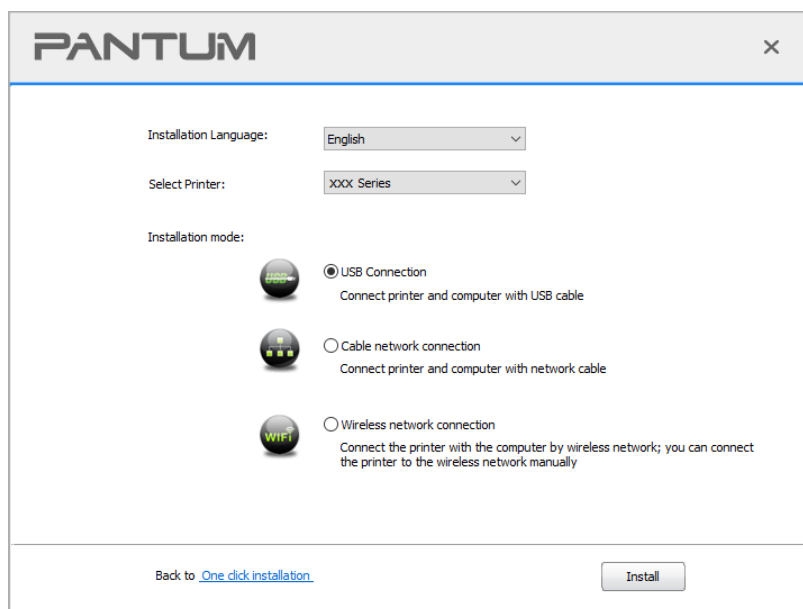 PANTUM
Installation Language:
English
Select Printer:
XXX Series
Installation mode:
USB
USB Connection
Connect printer and computer with USB cable
Cable network connection
Connect printer and computer with network cable
WIFI
Wireless network connection
Connect the printer with the computer by wireless network; you can connect
the printer to the wireless network manually
Back to One click installation
Install